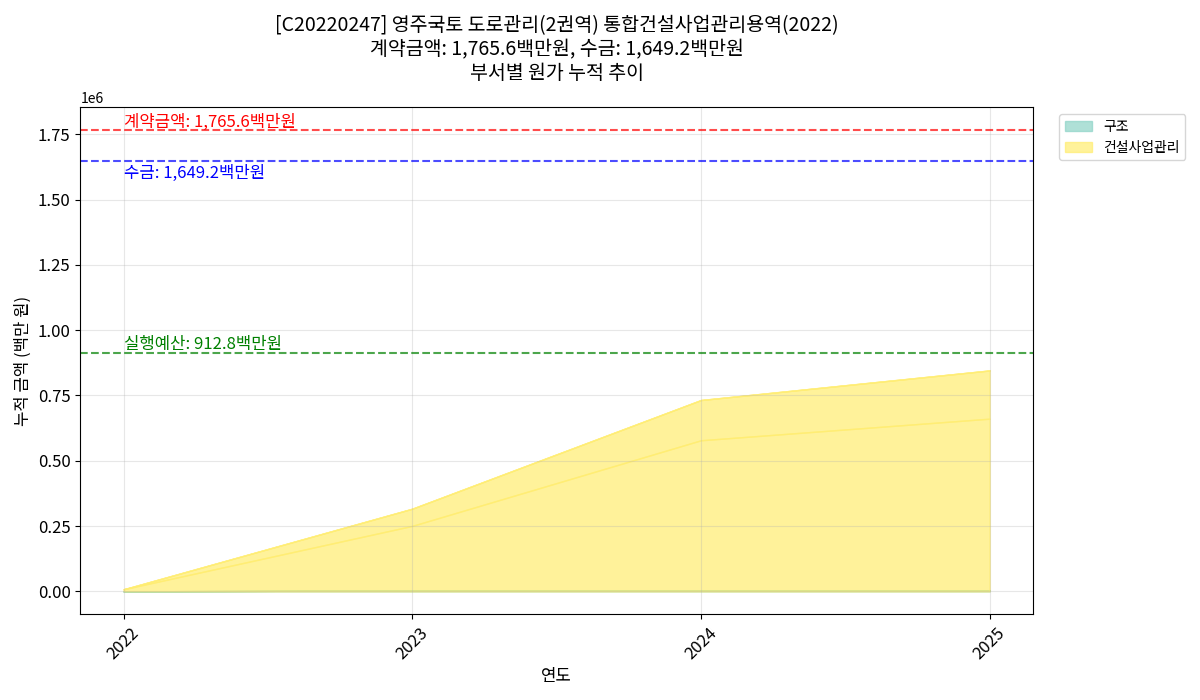 [C20220247] 영주국토 도로관리(2권역) 통합건설사업관리용역(2022)
계약금액: 1,765.6백만원, 수금: 1,649.2백만원
부서별 원가 누적 추이
1e6
계약금액: 1,765.6백만원
수금: 1,649.2백만원
실행예산: 912.8백만원
구조
건설사업관리
누적 금액 (백만 원)
1.75
1.50
1.25
1.00
0.75
0.50
0.25
0.00
2022
2023
2024
2025
연도